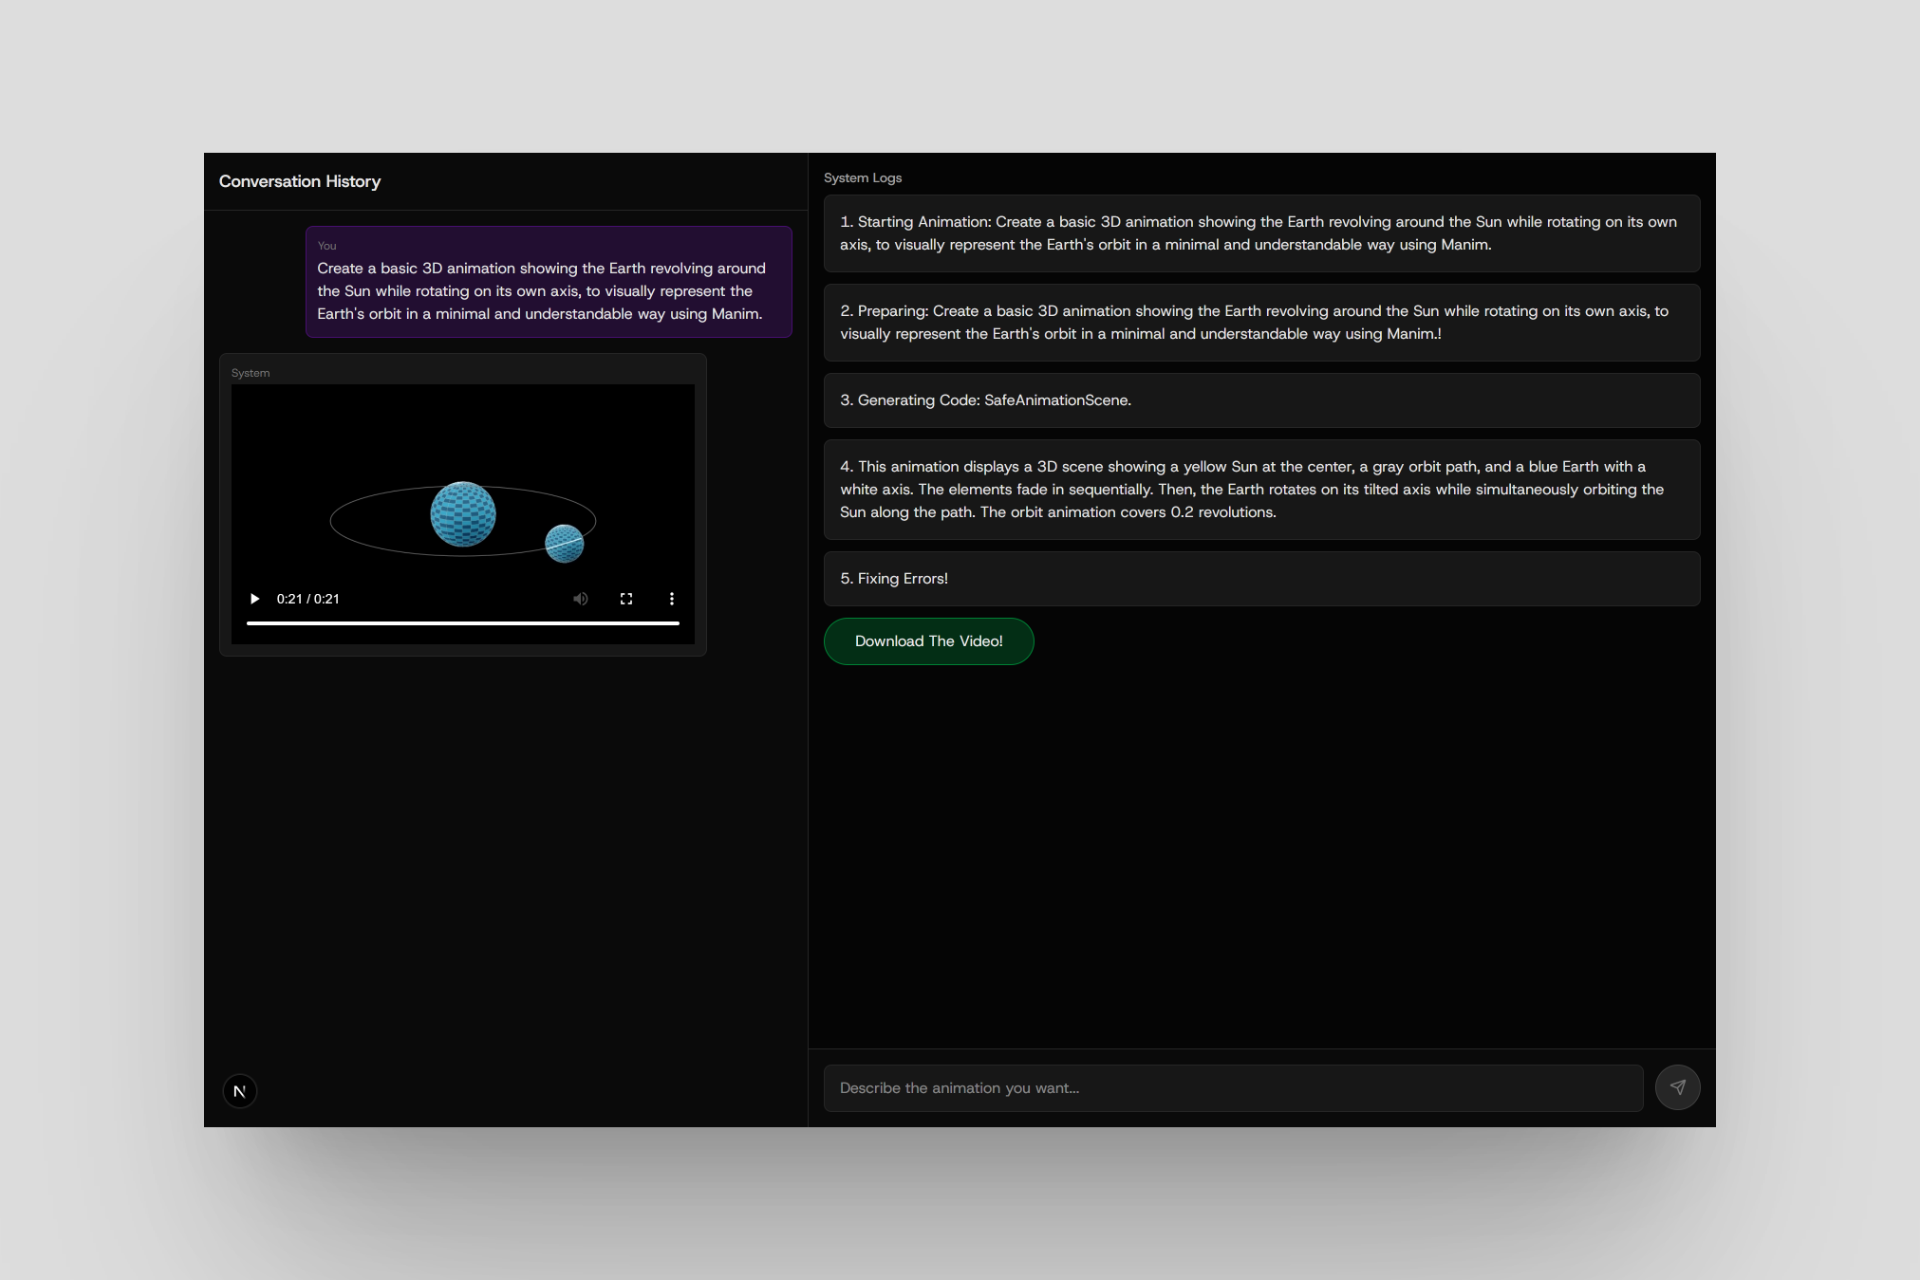 Conversation History
You
Create a basic 3D animation showing the Earth revolving around
the Sun while rotating on its own axis, to visually represent the
Earth's orbit in a minimal and understandable way using Manim.
System
0:21 / 0:21
N
System Logs
1. Starting Animation: Create a basic 3D animation showing the Earth revolving around the Sun while rotating on its own
axis, to visually represent the Earth's orbit in a minimal and understandable way using Manim.
2. Preparing: Create a basic 3D animation showing the Earth revolving around the Sun while rotating on its own axis, to
visually represent the Earth's orbit in a minimal and understandable way using Manim.!
3. Generating Code: SafeAnimationScene.
4. This animation displays a 3D scene showing a yellow Sun at the center, a gray orbit path, and a blue Earth with a
white axis. The elements fade in sequentially. Then, the Earth rotates on its tilted axis while simultaneously orbiting the
Sun along the path. The orbit animation covers 0.2 revolutions.
5. Fixing Errors!
Download The Video!
Describe the animation you want...